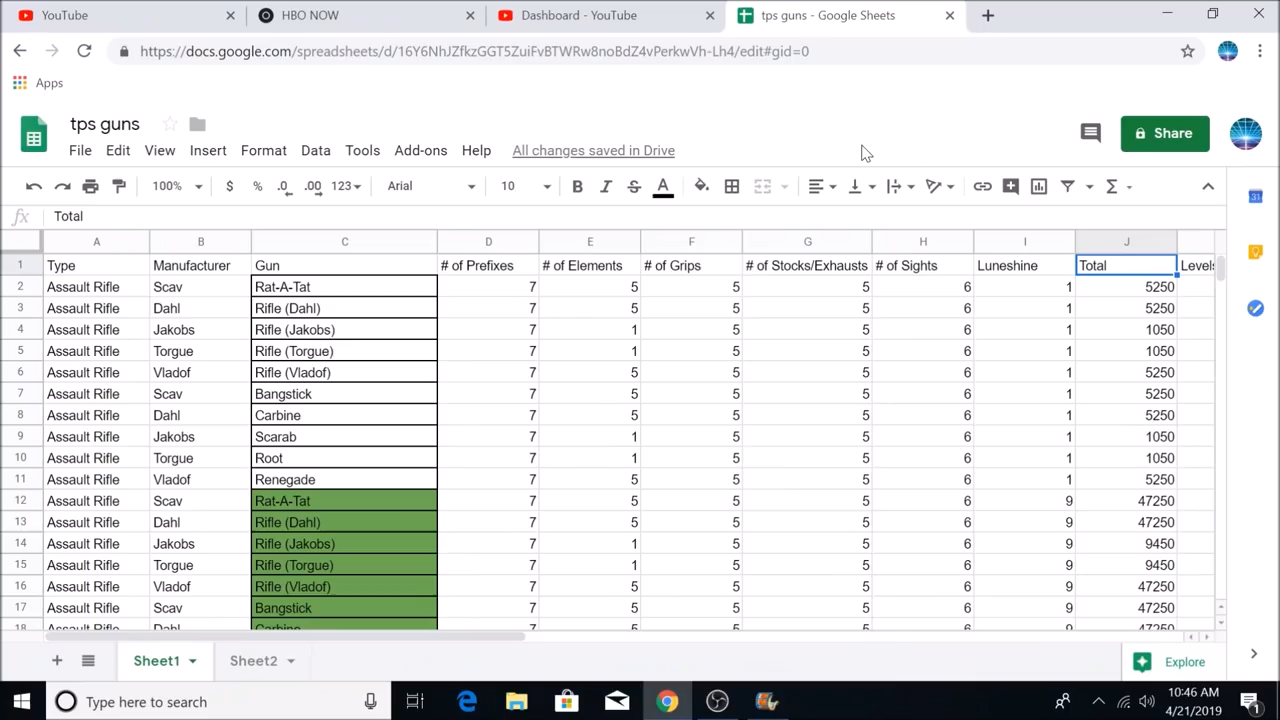 YouTube HBO NOW Dashboard - YouTube tps guns - Google Sheets
https://docs.google.com/spreadsheets/d/16Y6NhJZfkzGGT5ZuiFvBTWRw8noBdZ4vPerkwVh-Lh4/edit#gid=0
Apps
tps guns
Share
File Edit View Insert Format Data Tools Add-ons Help All changes saved in Drive
100% $ % .0 .00 123 Arial 10 B I S A Σ
31
fx Total
A B C D E F G H I J
1 Type Manufacturer Gun # of Prefixes # of Elements # of Grips # of Stocks/Exhausts # of Sights Luneshine Total Levels
2 Assault Rifle Scav Rat-A-Tat 7 5 5 5 6 1 5250
3 Assault Rifle Dahl Rifle (Dahl) 7 5 5 5 6 1 5250
4 Assault Rifle Jakobs Rifle (Jakobs) 7 1 5 5 6 1 1050
5 Assault Rifle Torgue Rifle (Torgue) 7 1 5 5 6 1 1050
6 Assault Rifle Vladof Rifle (Vladof) 7 5 5 5 6 1 5250
7 Assault Rifle Scav Bangstick 7 5 5 5 6 1 5250
8 Assault Rifle Dahl Carbine 7 5 5 5 6 1 5250
9 Assault Rifle Jakobs Scarab 7 1 5 5 6 1 1050
10 Assault Rifle Torgue Root 7 1 5 5 6 1 1050
11 Assault Rifle Vladof Renegade 7 5 5 5 6 1 5250
12 Assault Rifle Scav Rat-A-Tat 7 5 5 5 6 9 47250
13 Assault Rifle Dahl Rifle (Dahl) 7 5 5 5 6 9 47250
14 Assault Rifle Jakobs Rifle (Jakobs) 7 1 5 5 6 9 9450
15 Assault Rifle Torgue Rifle (Torgue) 7 1 5 5 6 9 9450
16 Assault Rifle Vladof Rifle (Vladof) 7 5 5 5 6 9 47250
17 Assault Rifle Scav Bangstick 7 5 5 5 6 9 47250
18 Assault Rifle Dahl Carbine 7 5 5 5 6 9 47250
Sheet1 Sheet2 Explore
Type here to search
10:46 AM
4/21/2019
1